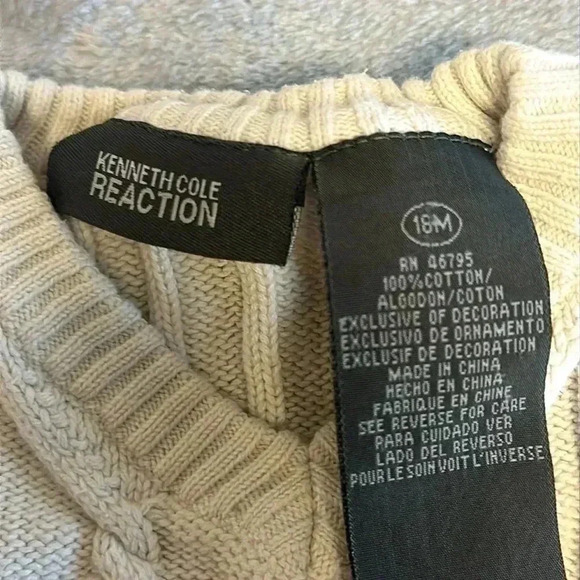 KENNETH COLE
REACTION
18M
RN 46795
100% COTTON/
ALGODON/COTON
EXCLUSIVE OF DECORATION
EXCLUSIVO DE ORNAMENTO
EXCLUSIF DE DECORATION
MADE IN CHINA
HECHO EN CHINA
FABRIQUE EN CHINE
SEE REVERSE FOR CARE
PARA CUIDADO VER
LADO DEL REVERSO
POUR LE SOIN VOIT L'INVERSE